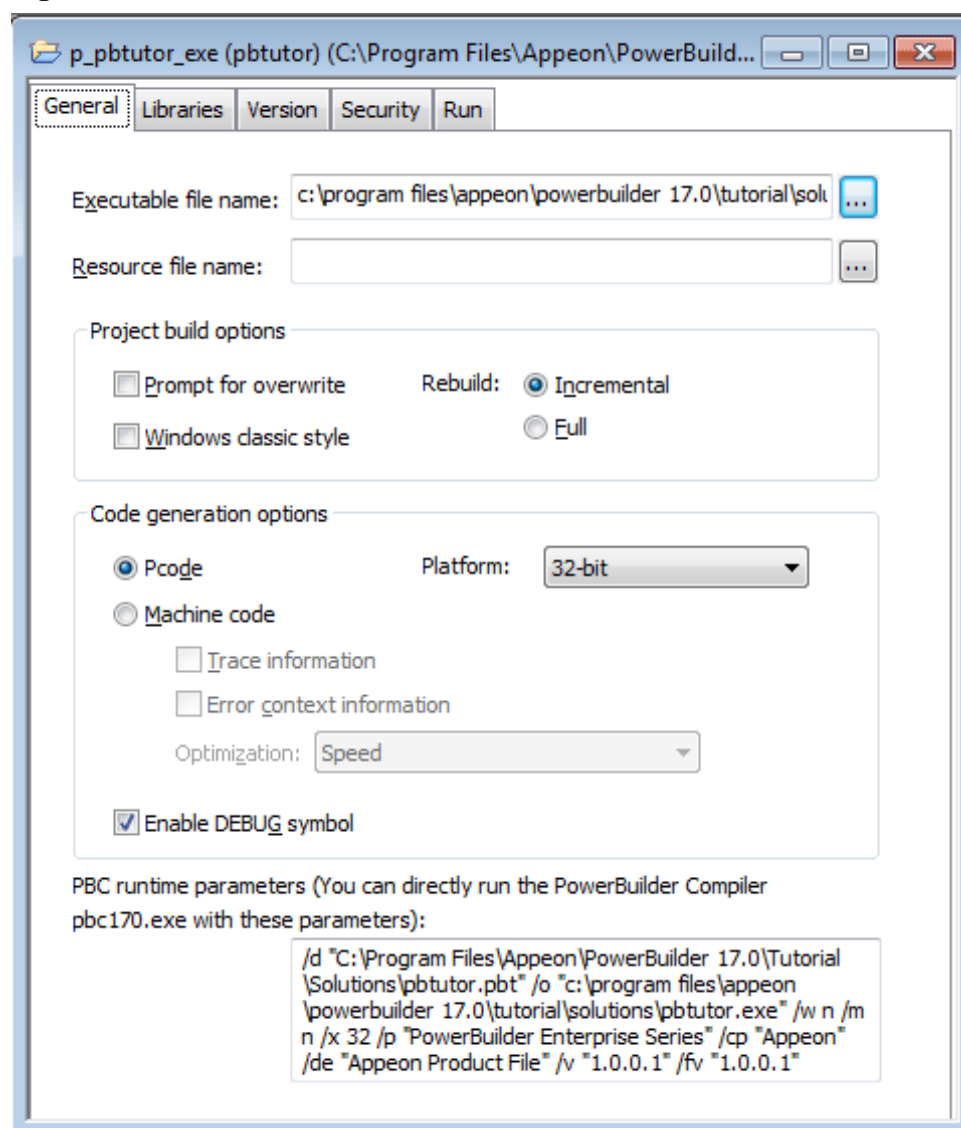 p_pbtutor_exe (pbtutor) (C:\Program Files\Appeon\PowerBuild...
General Libraries Version Security Run
Executable file name: c:\program files\appeon\powerbuilder 17.0\tutorial\solu ...
Resource file name: ...
Project build options
Prompt for overwrite Rebuild: Incremental
Windows classic style Full
Code generation options
Pcode Platform: 32-bit
Machine code
Trace information
Error context information
Optimization: Speed
Enable DEBUG symbol
PBC runtime parameters (You can directly run the PowerBuilder Compiler
pbc170.exe with these parameters):
/d "C:\Program Files\Appeon\PowerBuilder 17.0\Tutorial
\Solutions\pbtutor.pbt" /o "c:\program files\appeon
\powerbuilder 17.0\tutorial\solutions\pbtutor.exe" /w n /m
n /x 32 /p "PowerBuilder Enterprise Series" /cp "Appeon"
/de "Appeon Product File" /v "1.0.0.1" /fv "1.0.0.1"